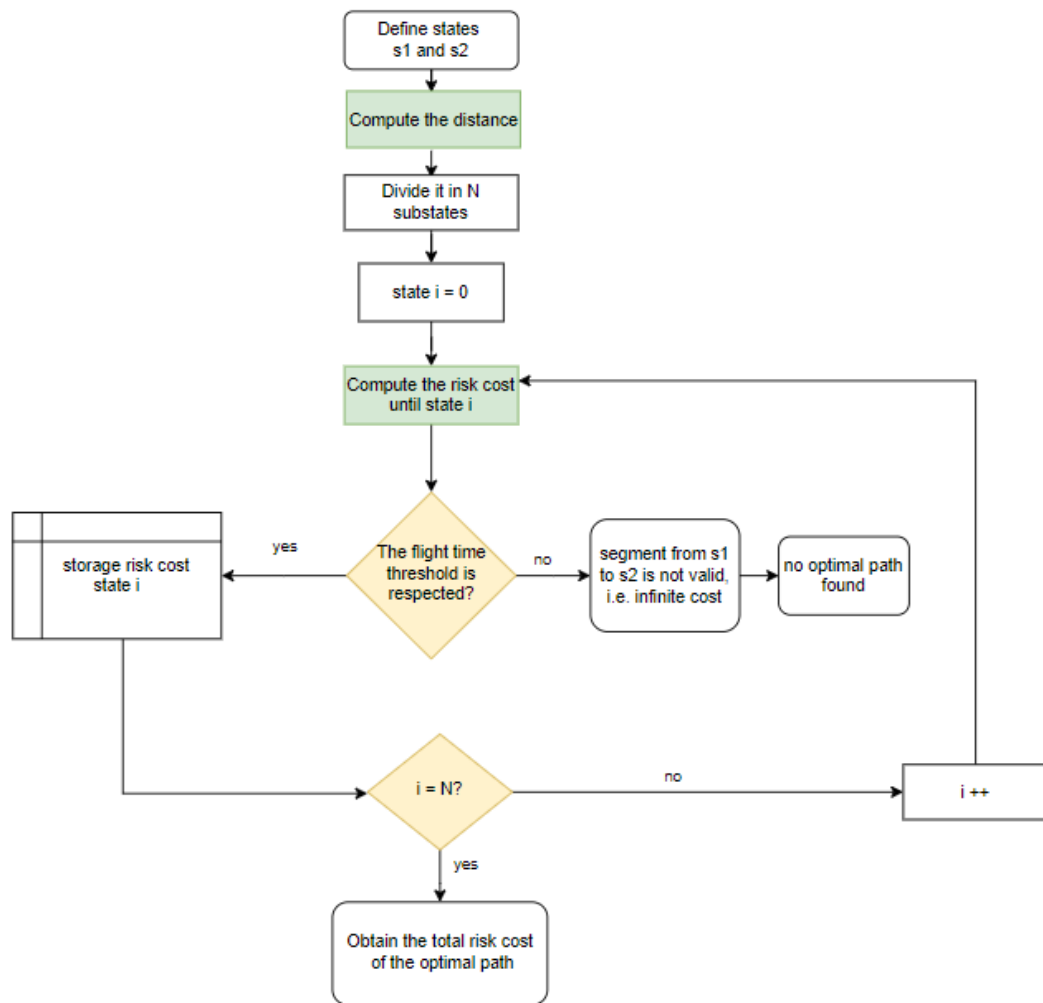 Define states
s1 and s2
Compute the distance
Divide it in N
substates
state i = 0
Compute the risk cost
until state i
The flight time
threshold is
respected?
yes
no
storage risk cost
state i
segment from s1
to s2 is not valid,
i.e. infinite cost
no optimal path
found
i = N?
no
i ++
yes
Obtain the total risk cost
of the optimal path